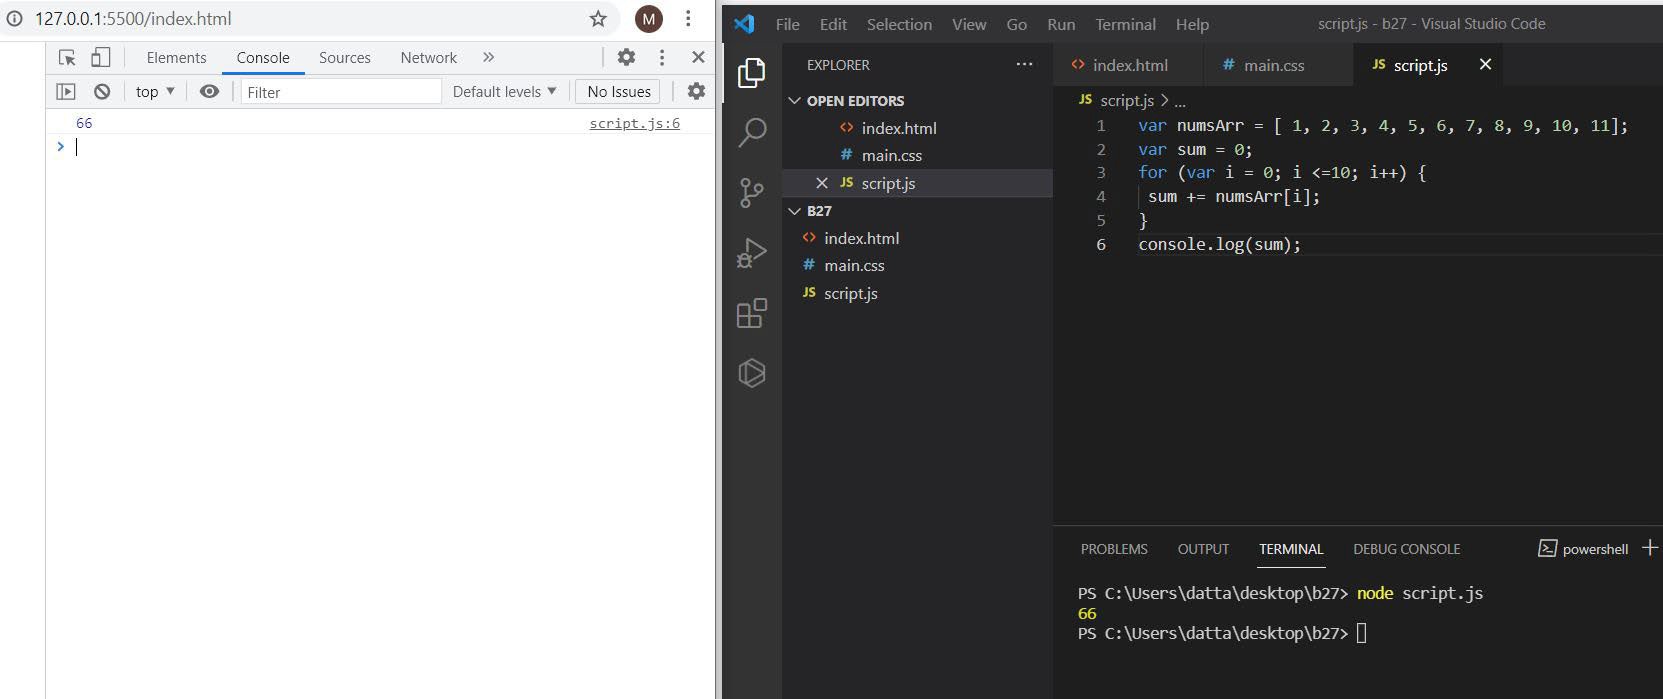 127.0.0.1:5500/index.html
M
Elements Console Sources Network »
top ▼ Filter Default levels ▼ No Issues
66 script.js:6
>
File Edit Selection View Go Run Terminal Help script.js - b27 - Visual Studio Code
EXPLORER ...
OPEN EDITORS
<> index.html
# main.css
JS script.js
B27
<> index.html
# main.css
JS script.js
<> index.html # main.css JS script.js
JS script.js > ...
1 var numsArr = [ 1, 2, 3, 4, 5, 6, 7, 8, 9, 10, 11];
2 var sum = 0;
3 for (var i = 0; i <=10; i++) {
4 sum += numsArr[i];
5 }
6 console.log(sum);
PROBLEMS OUTPUT TERMINAL DEBUG CONSOLE powershell
PS C:\Users\datta\desktop\b27> node script.js
66
PS C:\Users\datta\desktop\b27>